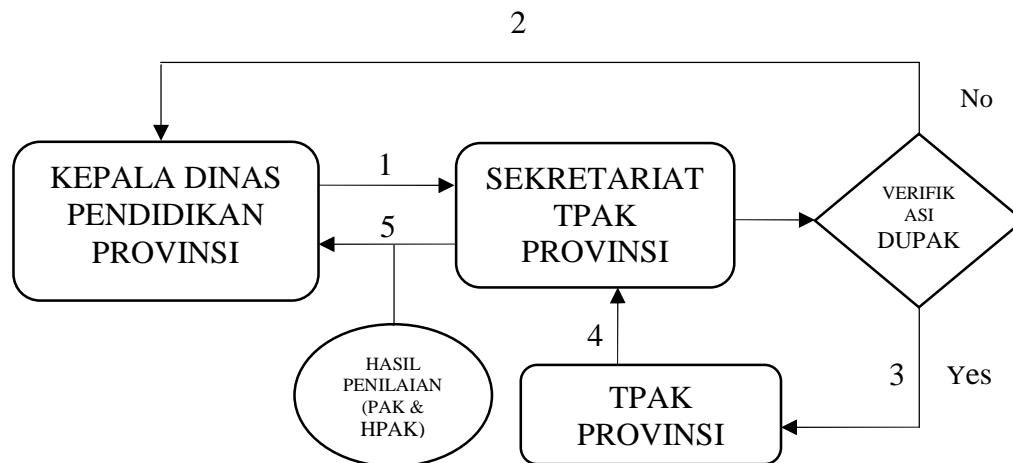 2
No
KEPALA DINAS
PENDIDIKAN
PROVINSI
1
5
SEKRETARIAT
TPAK
PROVINSI
VERIFIK
ASI
DUPAK
HASIL
PENILAIAN
(PAK &
HPAK)
4
TPAK
PROVINSI
3
Yes